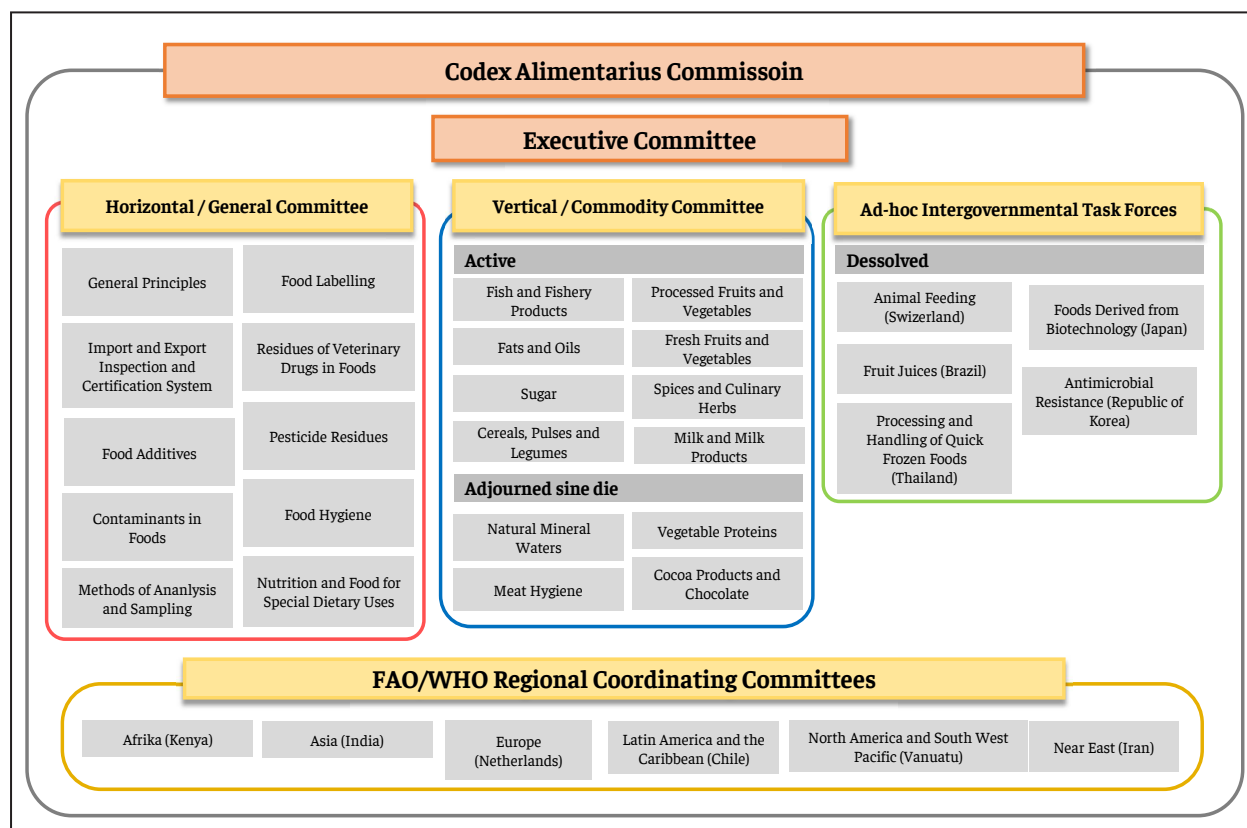 Codex Alimentarius Commissoin
Executive Committee
Horizontal / General Committee
General Principles
Food Labelling
Import and Export
Inspection and
Certification System
Residues of Veterinary
Drugs in Foods
Food Additives
Pesticide Residues
Contaminants in
Foods
Food Hygiene
Methods of Ananlysis
and Sampling
Nutrition and Food for
Special Dietary Uses
Vertical / Commodity Committee
Active
Fish and Fishery
Products
Processed Fruits and
Vegetables
Fats and Oils
Fresh Fruits and
Vegetables
Sugar
Spices and Culinary
Herbs
Cereals, Pulses and
Legumes
Milk and Milk
Products
Adjourned sine die
Natural Mineral
Waters
Vegetable Proteins
Meat Hygiene
Cocoa Products and
Chocolate
Ad-hoc Intergovernmental Task Forces
Dessolved
Animal Feeding
(Swizerland)
Foods Derived from
Biotechnology (Japan)
Fruit Juices (Brazil)
Antimicrobial
Resistance (Republic of
Korea)
Processing and
Handling of Quick
Frozen Foods
(Thailand)
FAO/WHO Regional Coordinating Committees
Afrika (Kenya)
Asia (India)
Europe
(Netherlands)
Latin America and the
Caribbean (Chile)
North America and South West
Pacific (Vanuatu)
Near East (Iran)